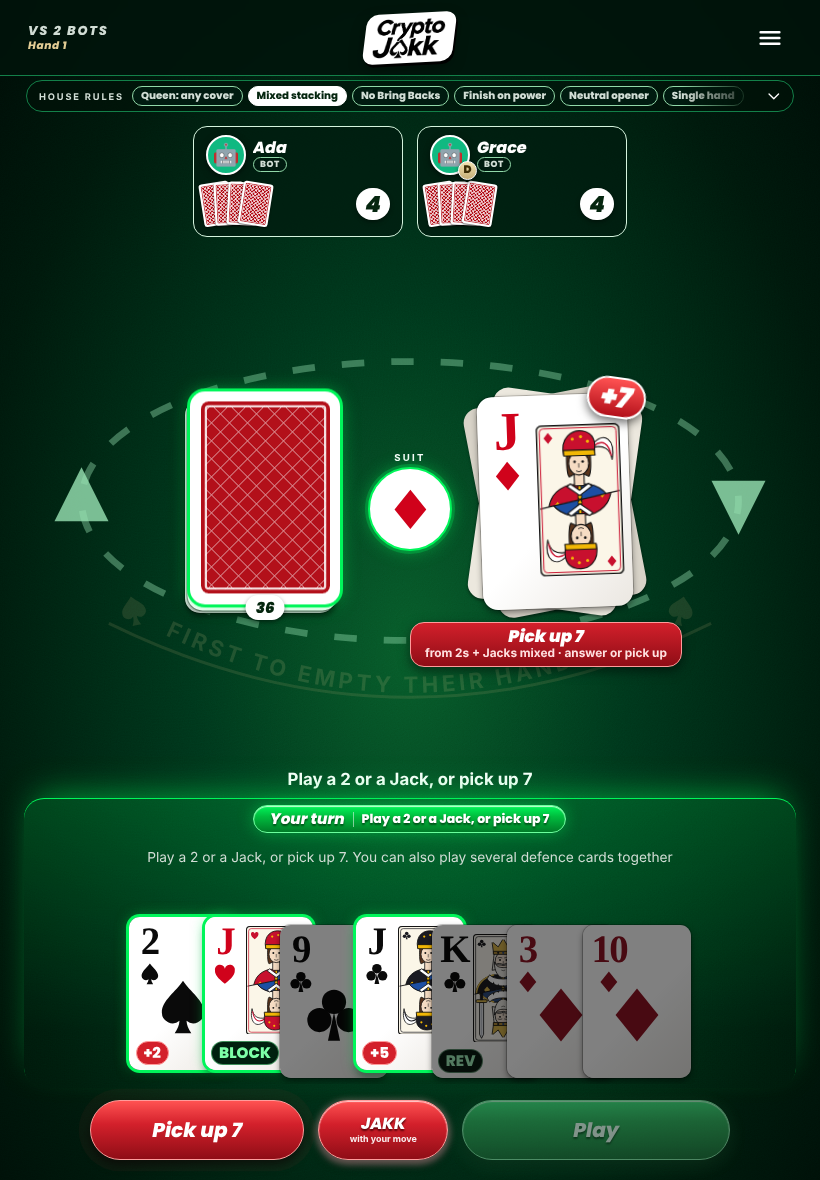 VS 2 BOTS
Hand 1
Crypto
Jakk
HOUSE RULES
Queen: any cover
Mixed stacking
No Bring Backs
Finish on power
Neutral opener
Single hand
Ada
BOT
4
Grace
D
BOT
4
36
SUIT
J
+7
Pick up 7
from 2s + Jacks mixed · answer or pick up
FIRST TO EMPTY THEIR HAN
Play a 2 or a Jack, or pick up 7
Your turn
Play a 2 or a Jack, or pick up 7
Play a 2 or a Jack, or pick up 7. You can also play several defence cards together
2
+2
J
BLOCK
9
J
+5
K
REV
3
10
Pick up 7
JAKK
with your move
Play